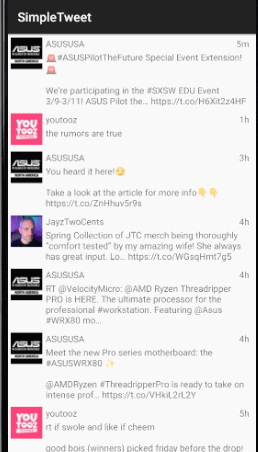 SimpleTweet
ASUSUSA 5m
🚨#ASUSPilotTheFuture Special Event Extension!
🚨
We're participating in the #SXSW EDU Event
3/9-3/11! ASUS Pilot the… https://t.co/H6Xit2z4HF
youtooz 1h
the rumors are true
ASUSUSA 3h
You heard it here!😏
Take a look at the article for more info👇👇
https://t.co/ZnHhuv5r9s
JayzTwoCents 4h
Spring Collection of JTC merch being thoroughly
"comfort tested" by my amazing wife! She always
has great input. Lo… https://t.co/WGsqHmt7g5
ASUSUSA 4h
RT @VelocityMicro: @AMD Ryzen Threadripper
PRO is HERE. The ultimate processor for the
professional #workstation. Featuring @Asus
#WRX80 mo…
ASUSUSA 4h
Meet the new Pro series motherboard: the
#ASUSWRX80 ✨
@AMDRyzen #ThreadripperPro is ready to take on
intense prof… https://t.co/VHkiL2rL2Y
youtooz 5h
rt if swole and like if cheem
good bois (winners) picked friday before the drop!
ASUS
NORTH AMERICA
YOU
TOOZ
ASUS
NORTH AMERICA
ASUS
NORTH AMERICA
ASUS
NORTH AMERICA
YOU
TOOZ